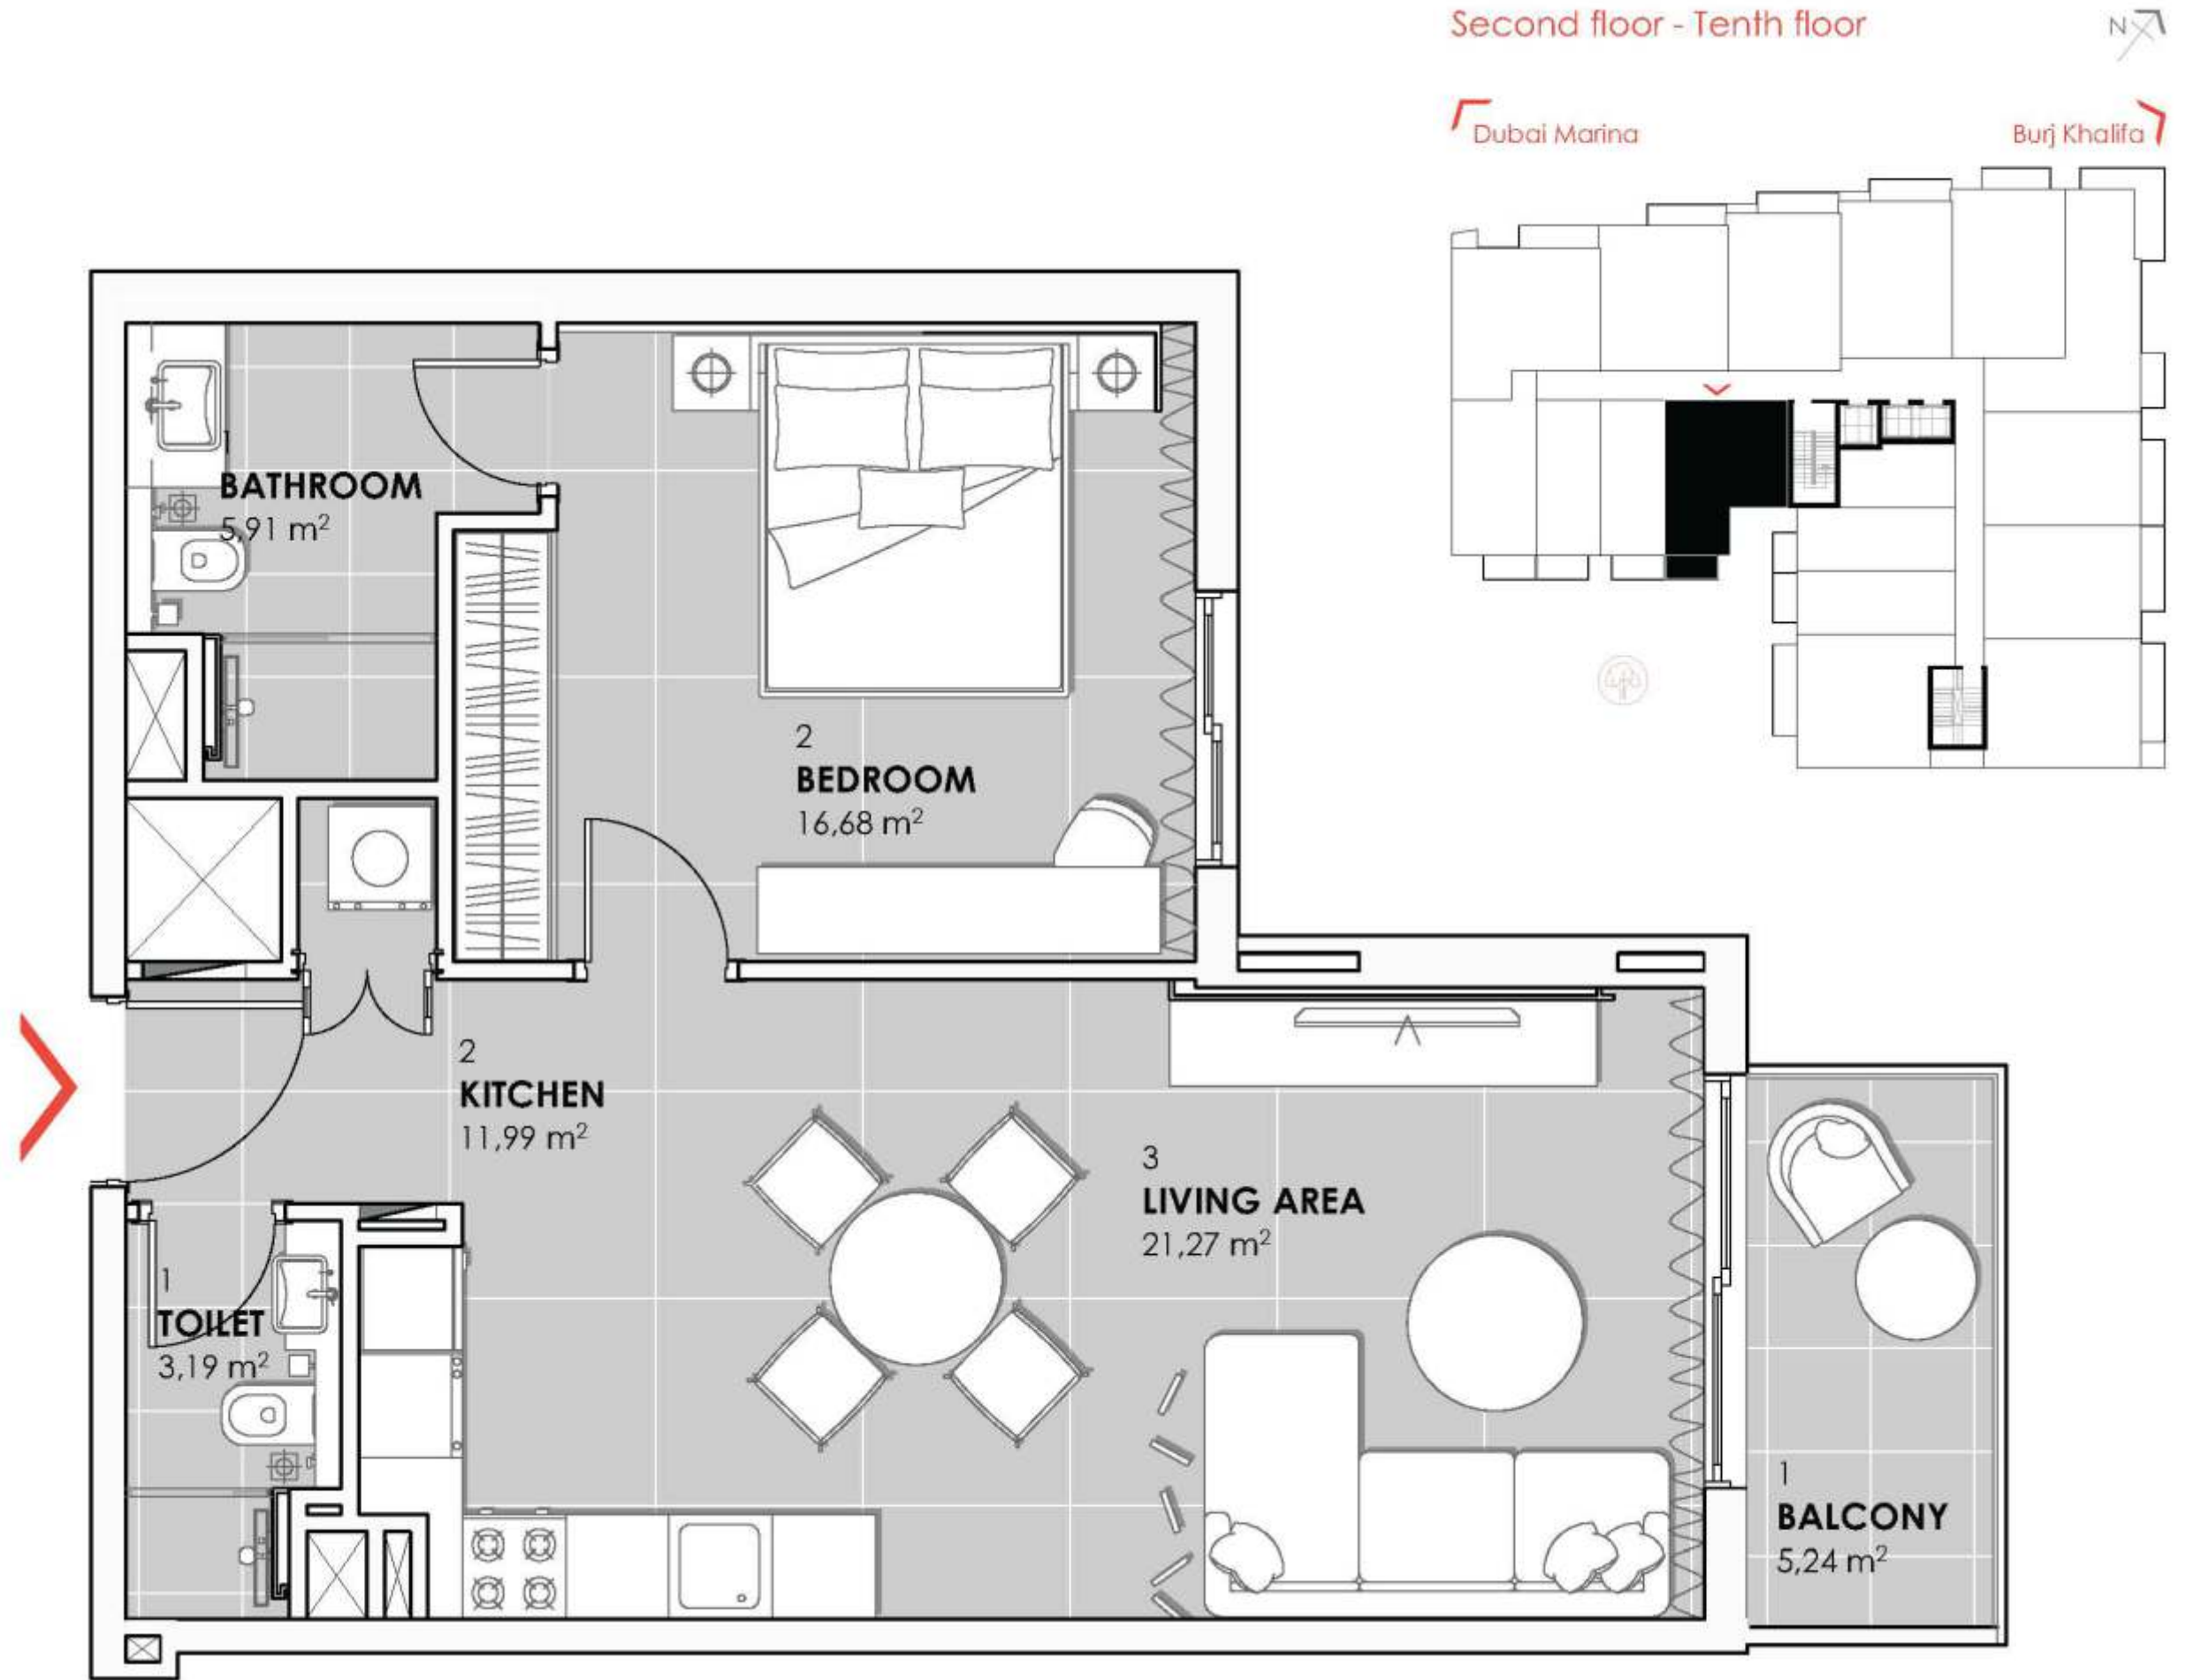 Second floor - Tenth floor
N
Dubai Marina
Burj Khalifa
1
BATHROOM
5,91 m²
2
BEDROOM
16,68 m²
2
KITCHEN
11,99 m²
3
LIVING AREA
21,27 m²
1
TOILET
3,19 m²
1
BALCONY
5,24 m²